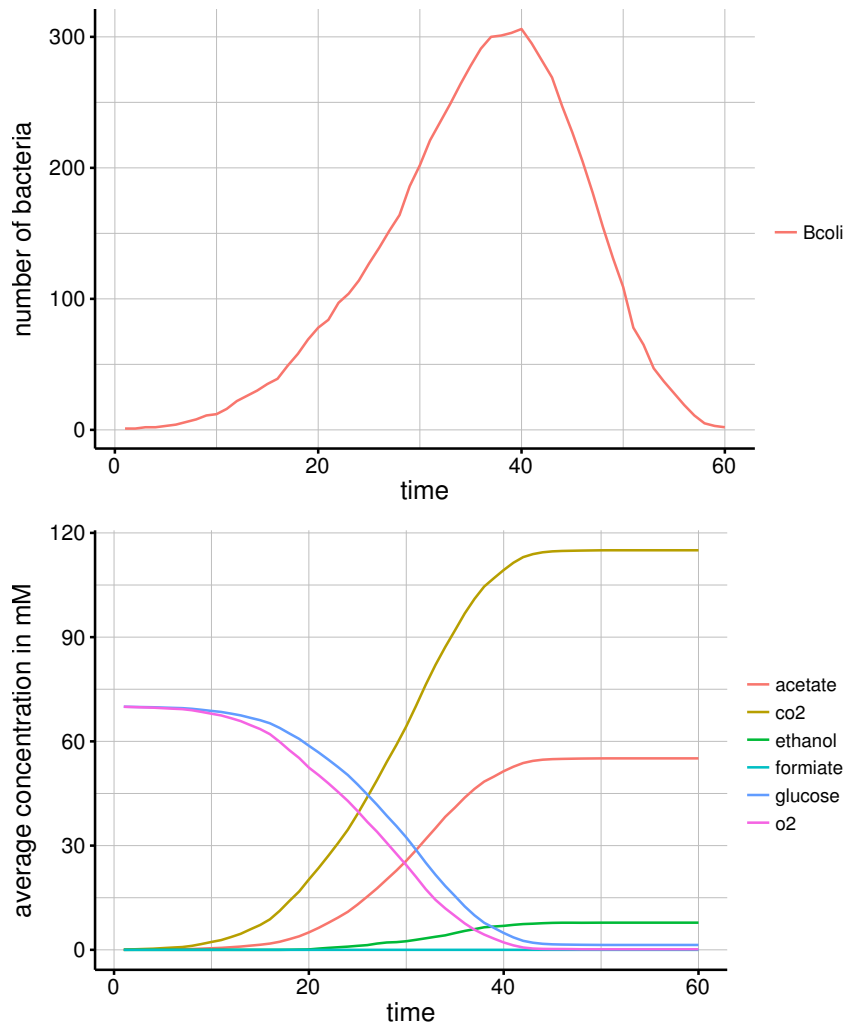 number of bacteria
300
200
100
0
0 20 40 60
time
Bcoli
average concentration in mM
120
90
60
30
0
0 20 40 60
time
acetate
co2
ethanol
formiate
glucose
o2